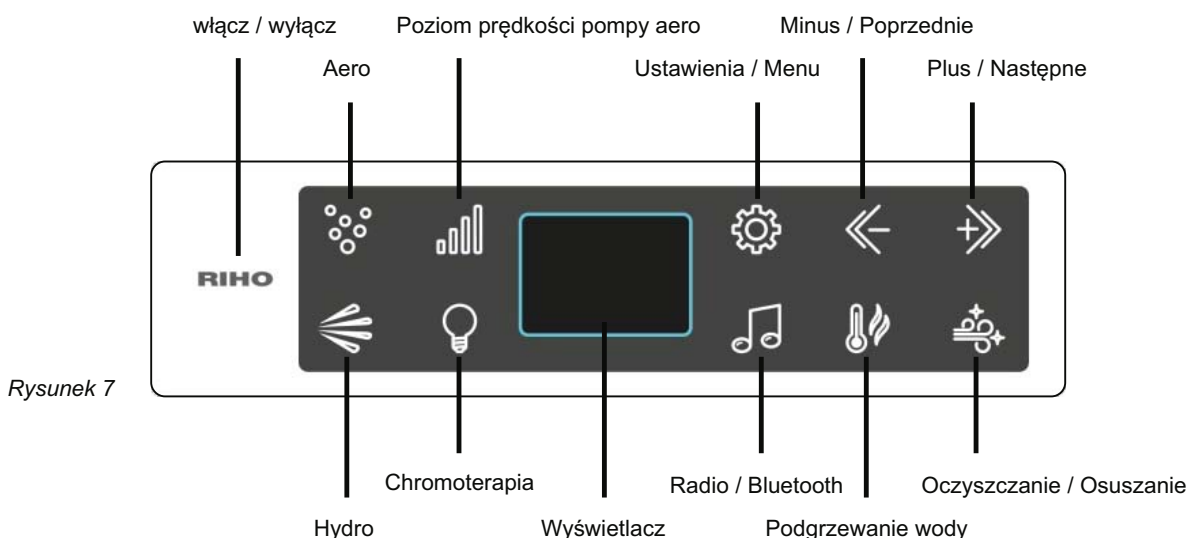 włącz / wyłącz
Poziom prędkości pompy aero
Minus / Poprzednie
Aero
Ustawienia / Menu
Plus / Następne
RIHO
Rysunek 7
Chromoterapia
Radio / Bluetooth
Oczyszczanie / Osuszanie
Hydro
Wyświetlacz
Podgrzewanie wody